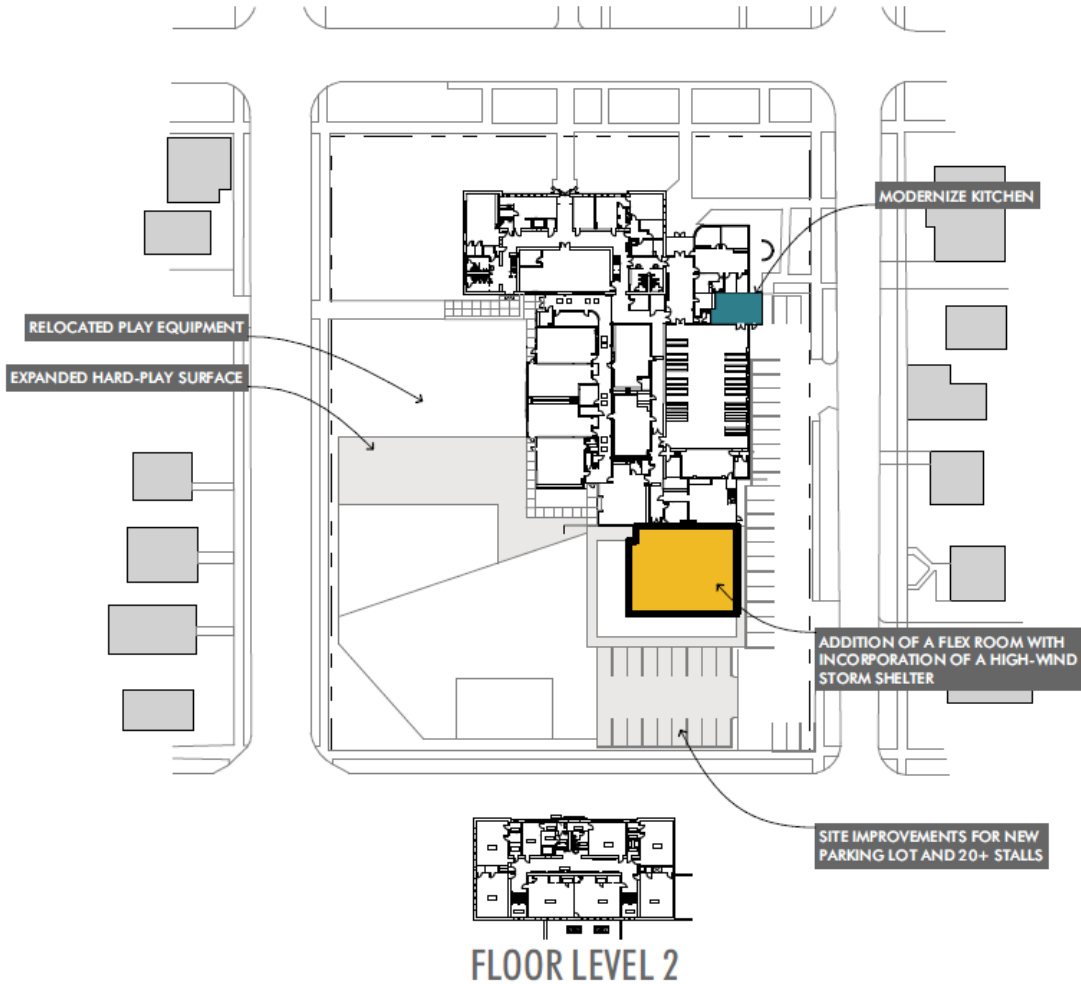 MODERNIZE KITCHEN
RELOCATED PLAY EQUIPMENT
EXPANDED HARD-PLAY SURFACE
ADDITION OF A FLEX ROOM WITH
INCORPORATION OF A HIGH-WIND
STORM SHELTER
SITE IMPROVEMENTS FOR NEW
PARKING LOT AND 20+ STALLS
FLOOR LEVEL 2